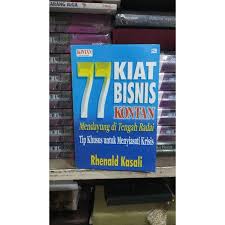 KONTAN
77 KIAT
BISNIS
KONTAN
Mendayung di Tengah Badai
Tip Khusus untuk Menyiasati Krisis
Rhenald Kasali